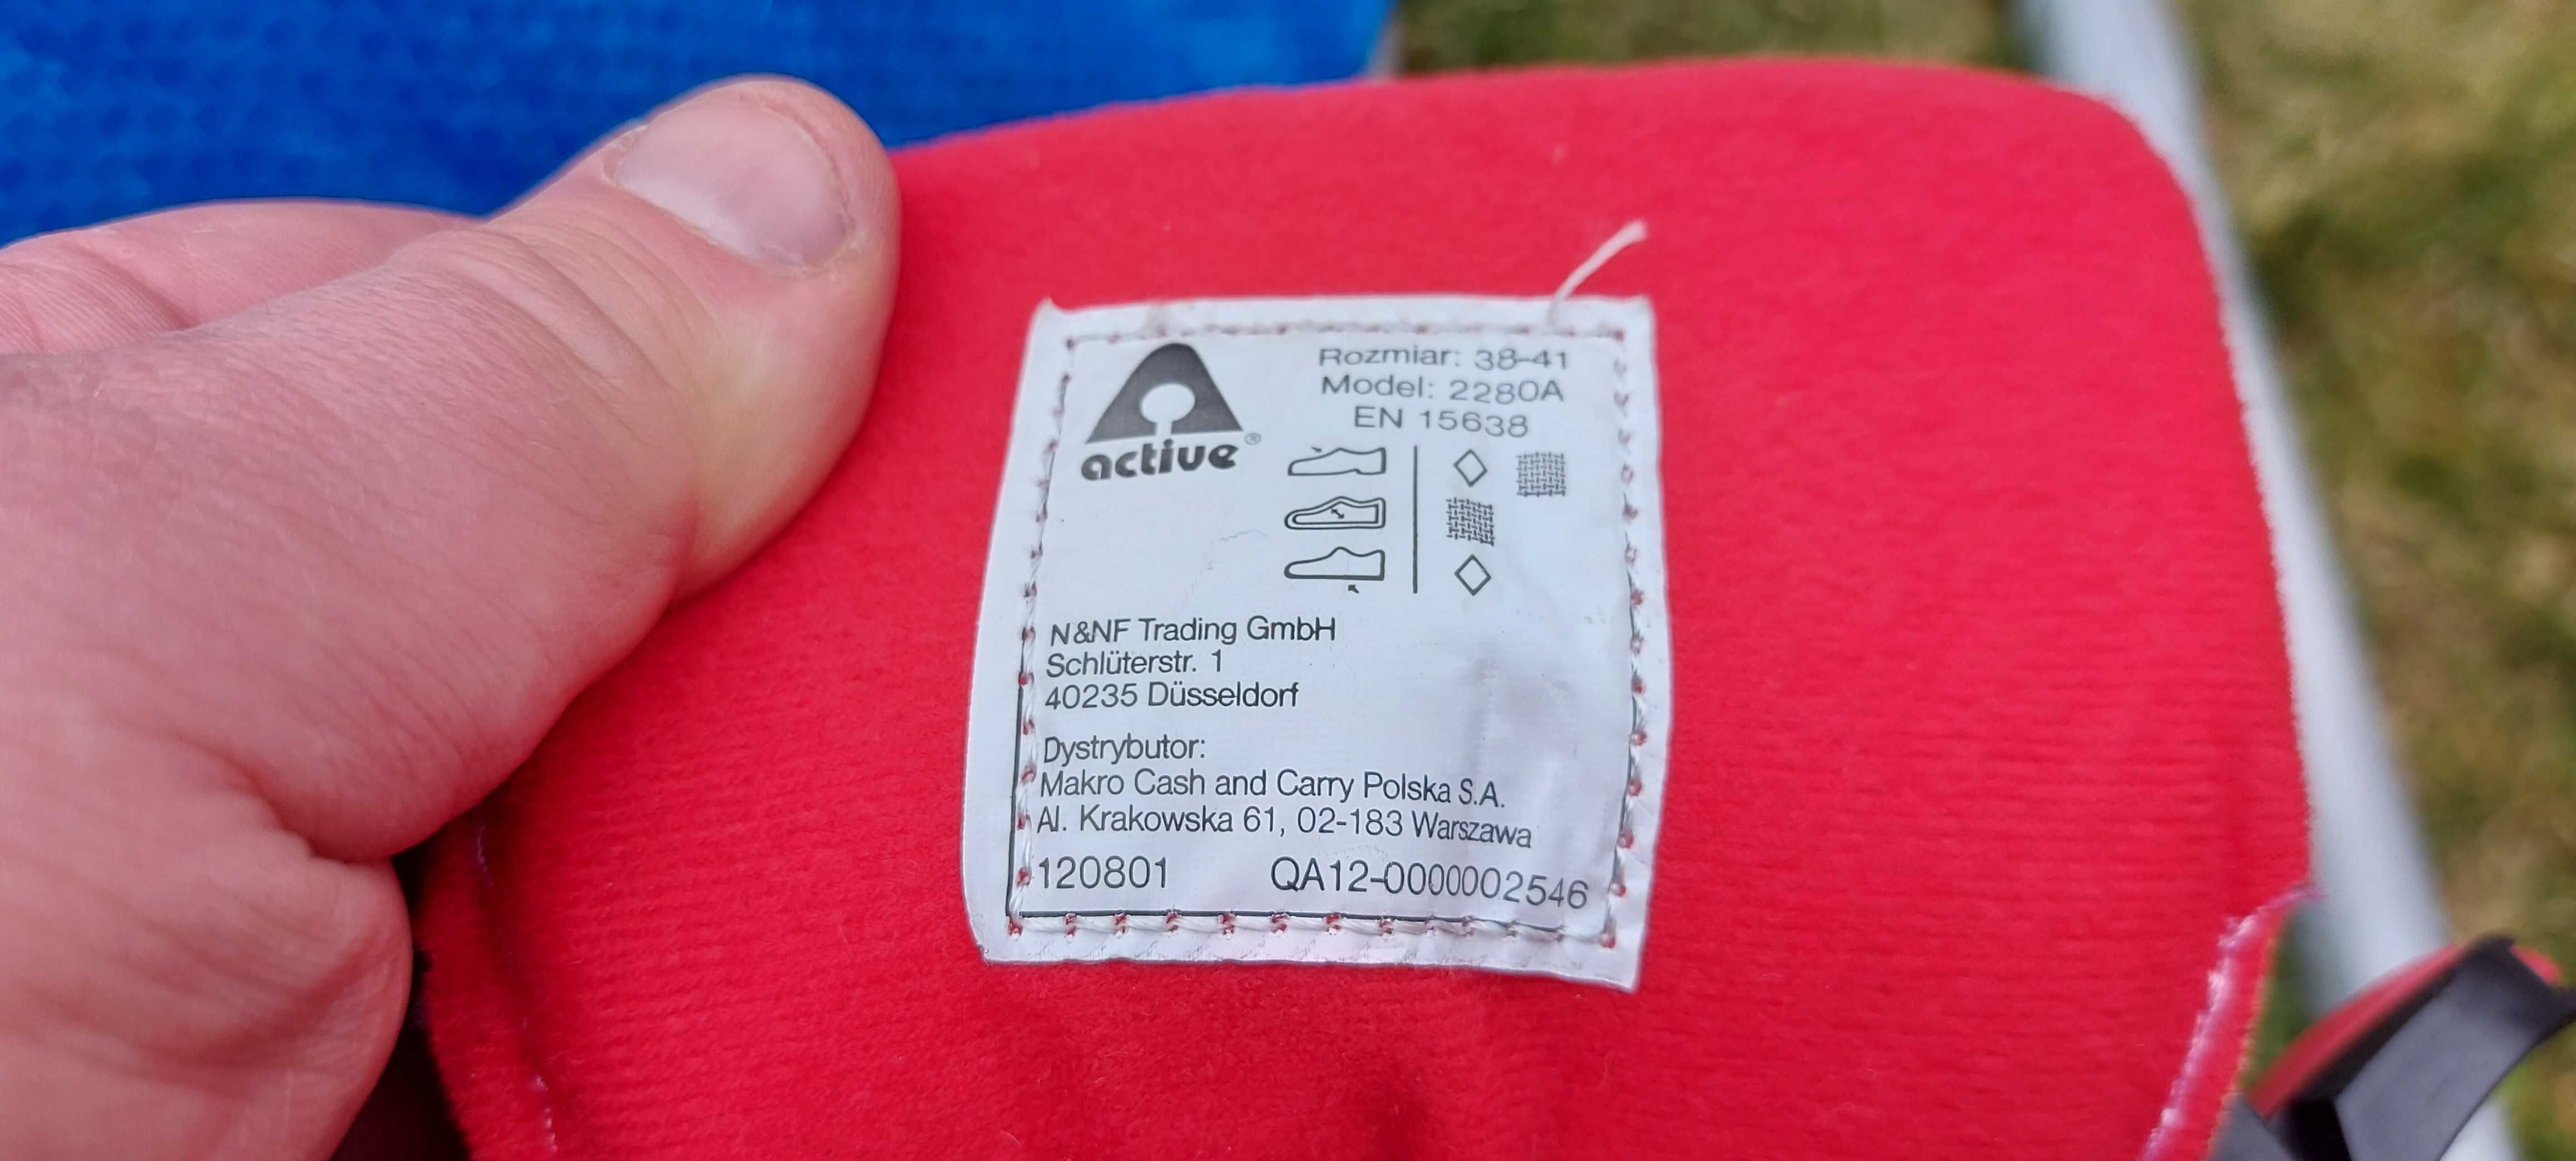 active®
Rozmiar: 38-41
Model: 2280A
EN 15638
N&NF Trading GmbH
Schlüterstr. 1
40235 Düsseldorf
Dystrybutor:
Makro Cash and Carry Polska S.A.
Al. Krakowska 61, 02-183 Warszawa
120801 QA12-0000002546